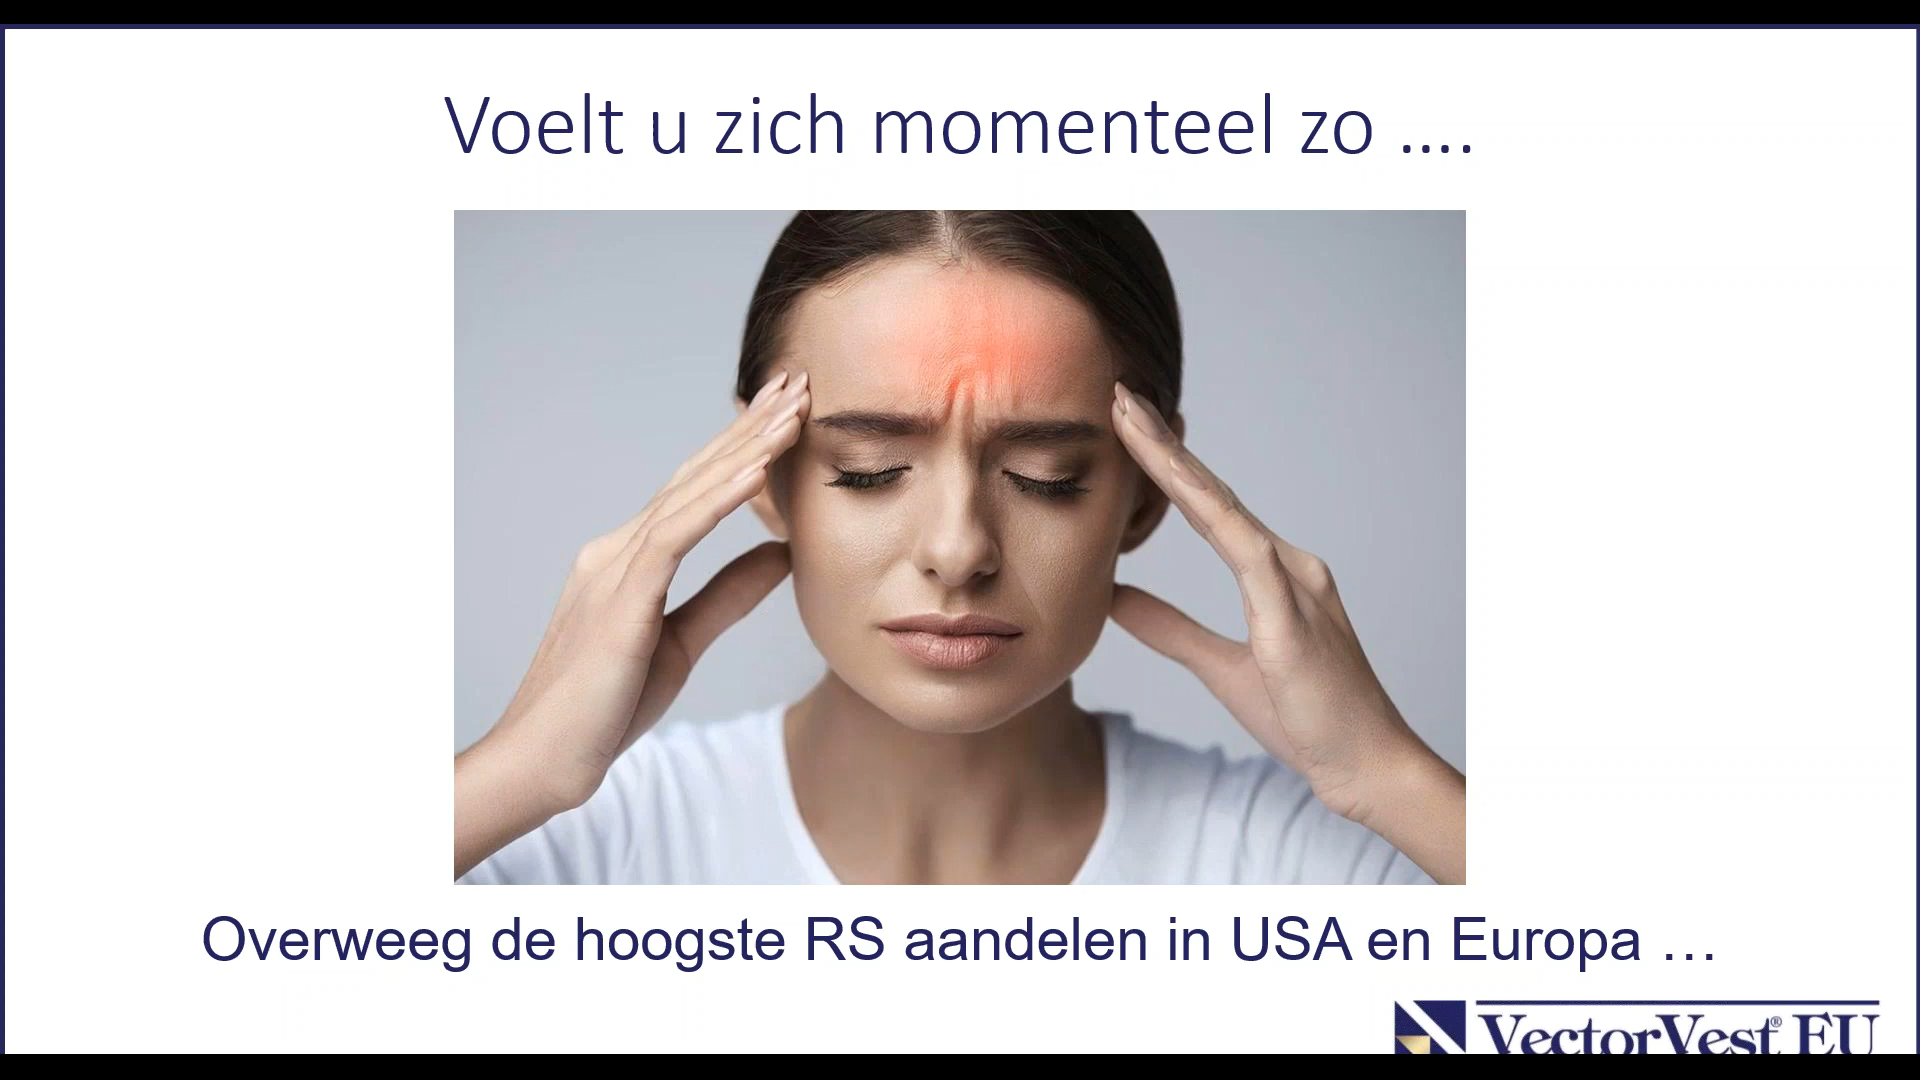 Voelt u zich momenteel zo ....
Overweeg de hoogste RS aandelen in USA en Europa …
VectorVest® EU